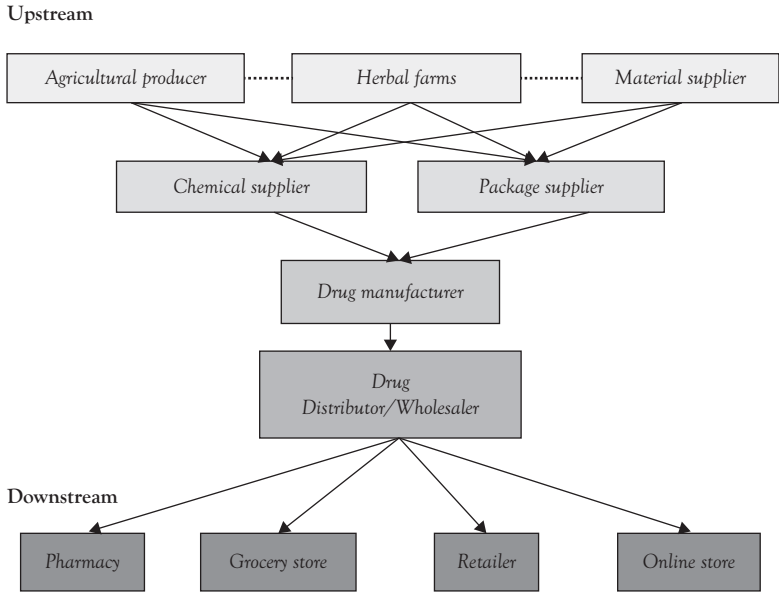 Upstream
Agricultural producer
Herbal farms
Material supplier
Chemical supplier
Package supplier
Drug manufacturer
Drug
Distributor/Wholesaler
Downstream
Pharmacy
Grocery store
Retailer
Online store